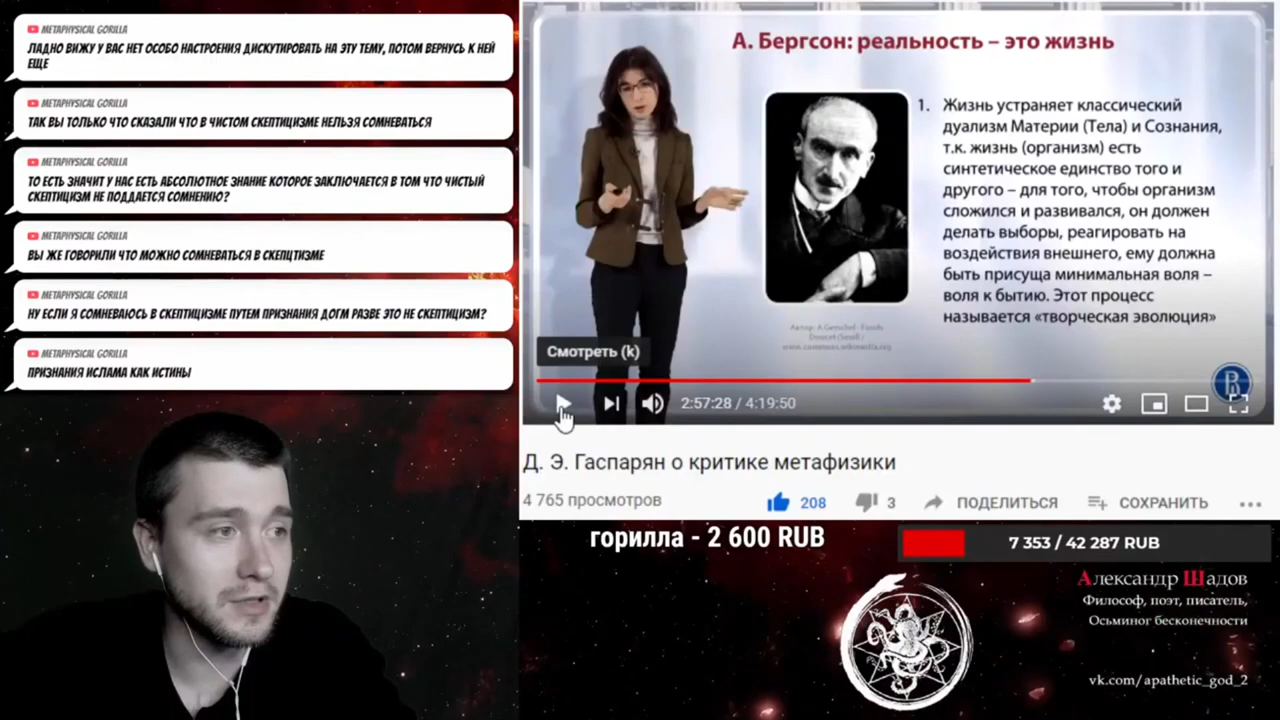 METAPHYSICAL GORILLA
ЛАДНО ВИЖУ У ВАС НЕТ ОСОБО НАСТРОЕНИЯ ДИСКУТИРОВАТЬ НА ЭТУ ТЕМУ, ПОТОМ ВЕРНУСЬ К НЕЙ
ЕЩЕ
METAPHYSICAL GORILLA
ТАК ВЫ ТОЛЬКО ЧТО СКАЗАЛИ ЧТО В ЧИСТОМ СКЕПТИЦИЗМЕ НЕЛЬЗЯ СОМНЕВАТЬСЯ
METAPHYSICAL GORILLA
ТО ЕСТЬ ЗНАЧИТ У НАС ЕСТЬ АБСОЛЮТНОЕ ЗНАНИЕ КОТОРОЕ ЗАКЛЮЧАЕТСЯ В ТОМ ЧТО ЧИСТЫЙ
СКЕПТИЦИЗМ НЕ ПОДДАЕТСЯ СОМНЕНИЮ?
METAPHYSICAL GORILLA
ВЫ ЖЕ ГОВОРИЛИ ЧТО МОЖНО СОМНЕВАТЬСЯ В СКЕПЦТИЗМЕ
METAPHYSICAL GORILLA
НУ ЕСЛИ Я СОМНЕВАЮСЬ В СКЕПТИЦИЗМЕ ПУТЕМ ПРИЗНАНИЯ ДОГМ РАЗВЕ ЭТО НЕ СКЕПТИЦИЗМ?
METAPHYSICAL GORILLA
ПРИЗНАНИЯ ИСЛАМА КАК ИСТИНЫ
А. Бергсон: реальность – это жизнь
1. Жизнь устраняет классический
дуализм Материи (Тела) и Сознания,
т.к. жизнь (организм) есть
синтетическое единство того и
другого – для того, чтобы организм
сложился и развивался, он должен
делать выборы, реагировать на
воздействия внешнего, ему должна
быть присуща минимальная воля –
воля к бытию. Этот процесс
называется «творческая эволюция»
Смотреть (k)
2:57:28 / 4:19:50
Д. Э. Гаспарян о критике метафизики
4 765 просмотров
208
3
ПОДЕЛИТЬСЯ
СОХРАНИТЬ
горилла - 2 600 RUB
7 353 / 42 287 RUB
Александр Шадов
Философ, поэт, писатель,
Осьминог бесконечности
vk.com/apathetic_god_2